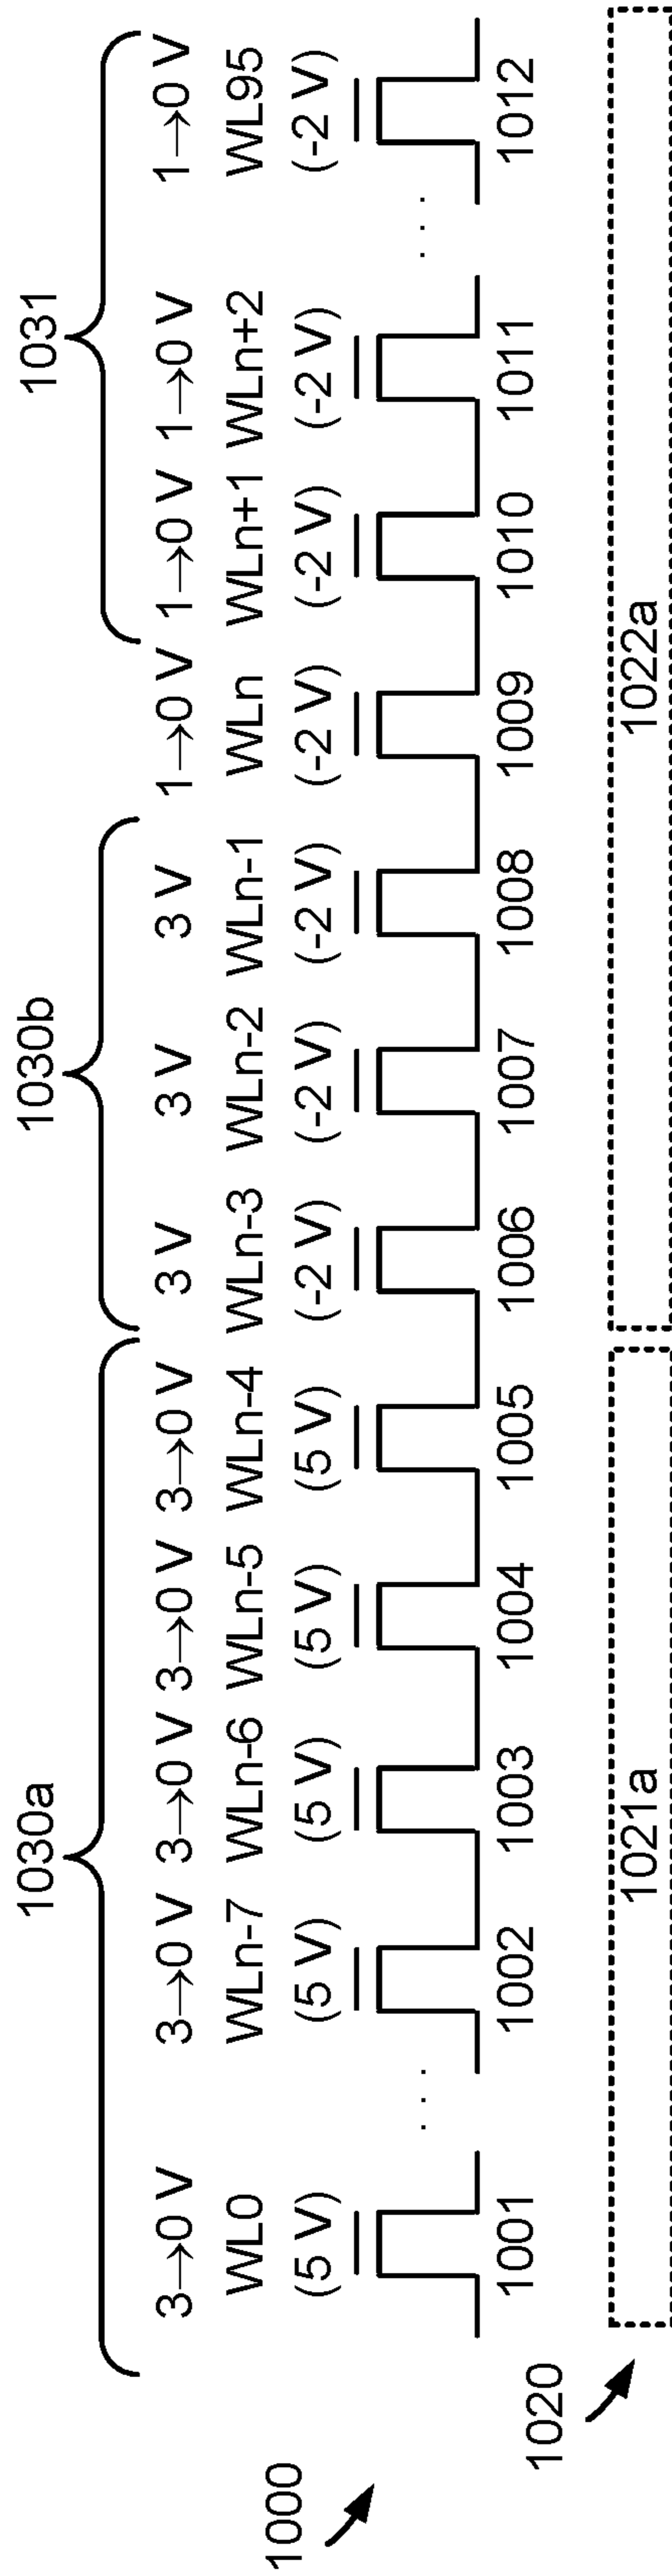 1030a 1030b 1031
3→0 V 3→0 V 3→0 V 3→0 V 3→0 V 3 V 3 V 3 V 1→0 V 1→0 V 1→0 V 1→0 V
WL0 WLn-7 WLn-6 WLn-5 WLn-4 WLn-3 WLn-2 WLn-1 WLn WLn+1 WLn+2 WL95
(5 V) (5 V) (5 V) (5 V) (5 V) (-2 V) (-2 V) (-2 V) (-2 V) (-2 V) (-2 V) (-2 V)
1000 . . . . . .
1001 1002 1003 1004 1005 1006 1007 1008 1009 1010 1011 1012
1020
1021a 1022a